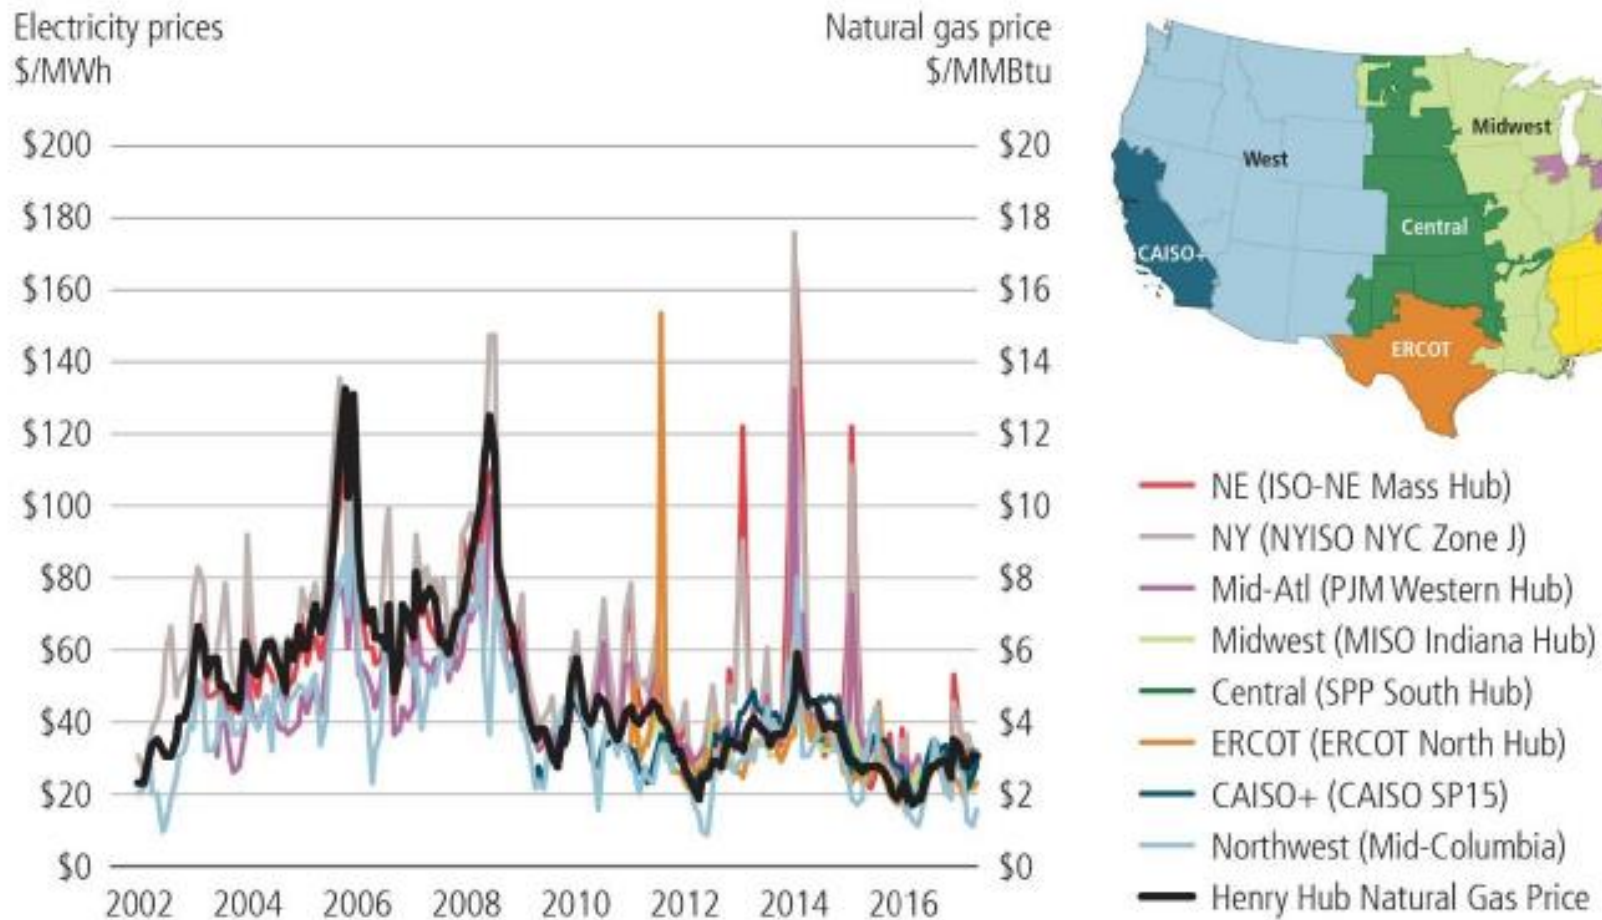 Electricity prices
$/MWh
Natural gas price
$/MMBtu
$200
$180
$160
$140
$120
$100
$80
$60
$40
$20
$0
$20
$18
$16
$14
$12
$10
$8
$6
$4
$2
$0
2002 2004 2006 2008 2010 2012 2014 2016
West
Midwest
Central
CAISO+
ERCOT
NE (ISO-NE Mass Hub)
NY (NYISO NYC Zone J)
Mid-Atl (PJM Western Hub)
Midwest (MISO Indiana Hub)
Central (SPP South Hub)
ERCOT (ERCOT North Hub)
CAISO+ (CAISO SP15)
Northwest (Mid-Columbia)
Henry Hub Natural Gas Price